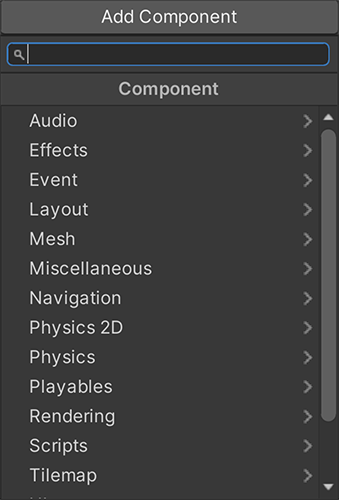 Add Component
Component
Audio
Effects
Event
Layout
Mesh
Miscellaneous
Navigation
Physics 2D
Physics
Playables
Rendering
Scripts
Tilemap